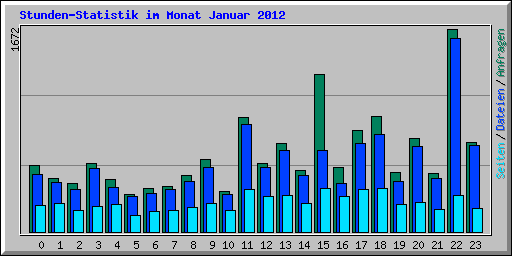 Stunden-Statistik im Monat Januar 2012
1672
Seiten / Dateien / Anfragen
0 1 2 3 4 5 6 7 8 9 10 11 12 13 14 15 16 17 18 19 20 21 22 23